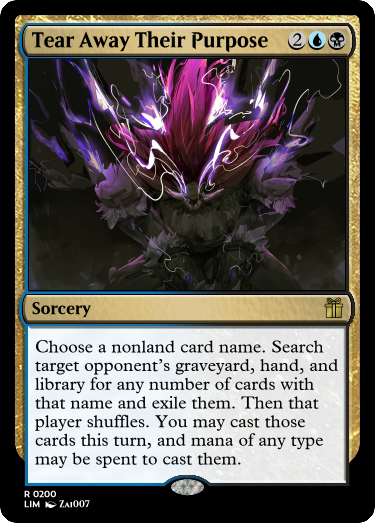 Tear Away Their Purpose 2
Sorcery
Choose a nonland card name. Search
target opponent's graveyard, hand, and
library for any number of cards with
that name and exile them. Then that
player shuffles. You may cast those
cards this turn, and mana of any type
may be spent to cast them.
R 0200
LIM ZAI007